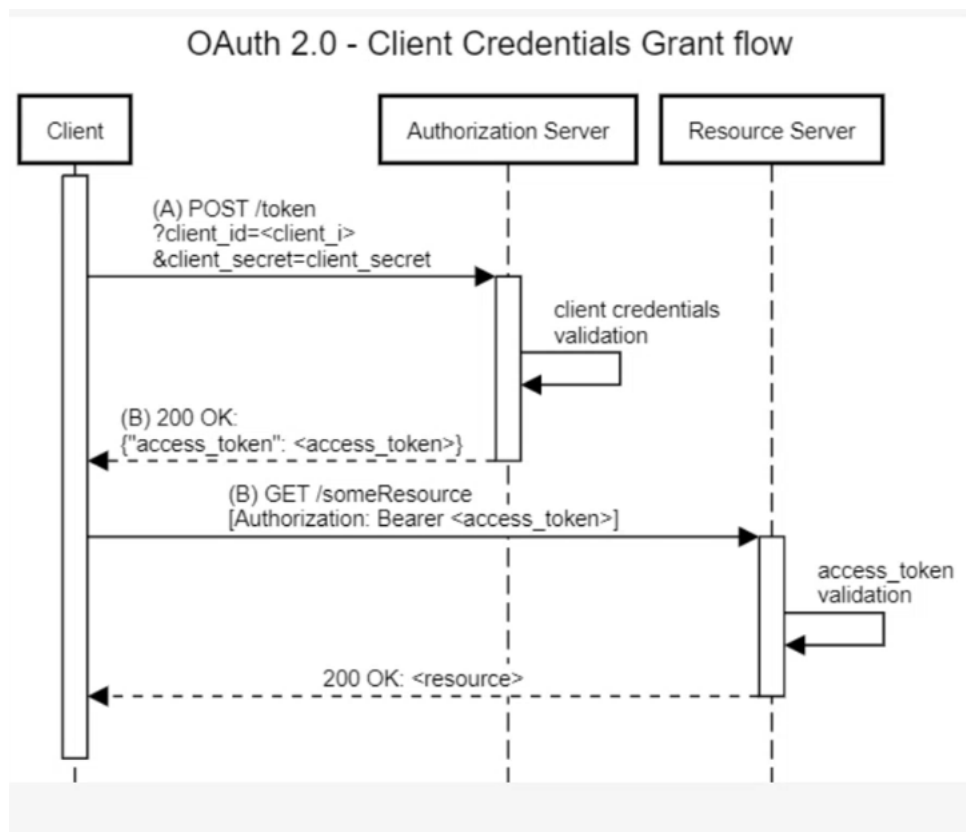 OAuth 2.0 - Client Credentials Grant flow
Client
Authorization Server
Resource Server
(A) POST /token
?client_id=<client_i>
&client_secret=client_secret
client credentials
validation
(B) 200 OK:
{"access_token": <access_token>}
(B) GET /someResource
[Authorization: Bearer <access_token>]
access_token
validation
200 OK: <resource>